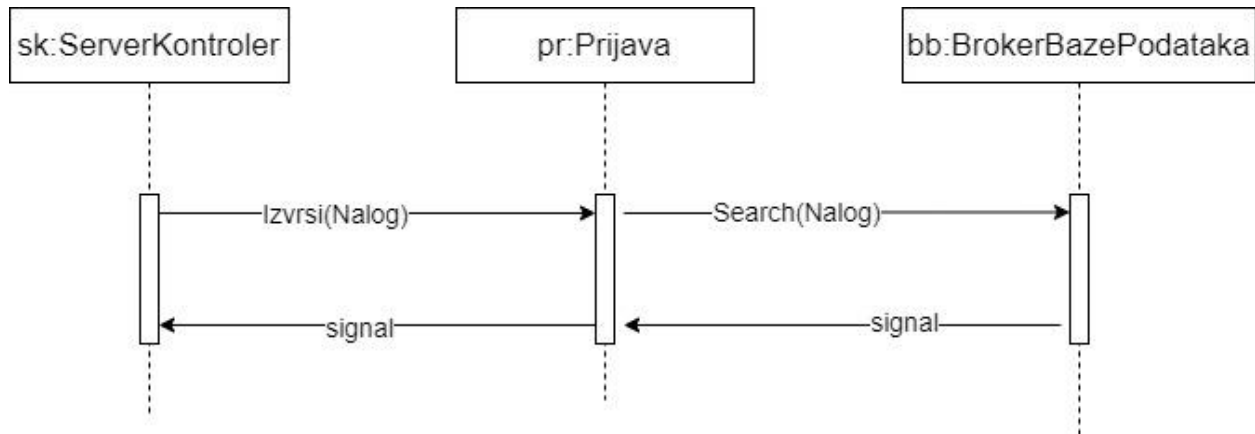 sk:ServerKontroler
pr:Prijava
bb:BrokerBazePodataka
Izvrsi(Nalog)
Search(Nalog)
signal
signal